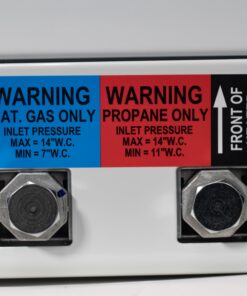 WARNING
AT. GAS ONLY
INLET PRESSURE
MAX = 14"W.C.
MIN = 7"W.C.
WARNING
PROPANE ONLY
INLET PRESSURE
MAX = 14"W.C.
MIN = 11"W.C.
FRONT OF